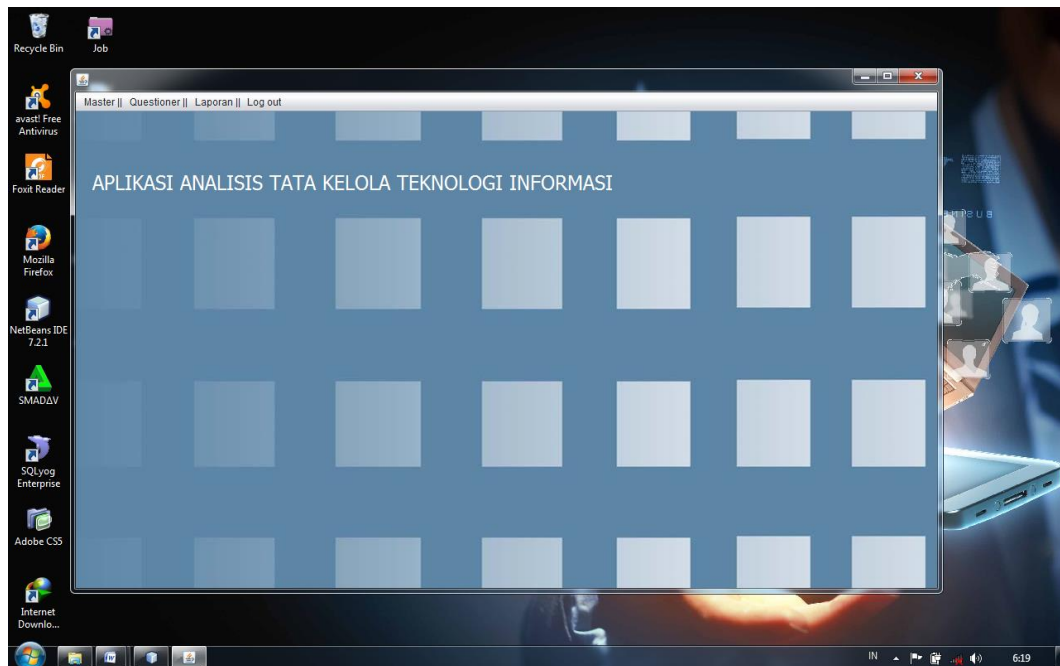 Recycle Bin
Job
avast! Free
Antivirus
Foxit Reader
Mozilla
Firefox
NetBeans IDE
7.2.1
SMADAV
SQLyog
Enterprise
Adobe CS5
Internet
Downlo...
Master || Questioner || Laporan || Log out
APLIKASI ANALISIS TATA KELOLA TEKNOLOGI INFORMASI
IN
6:19